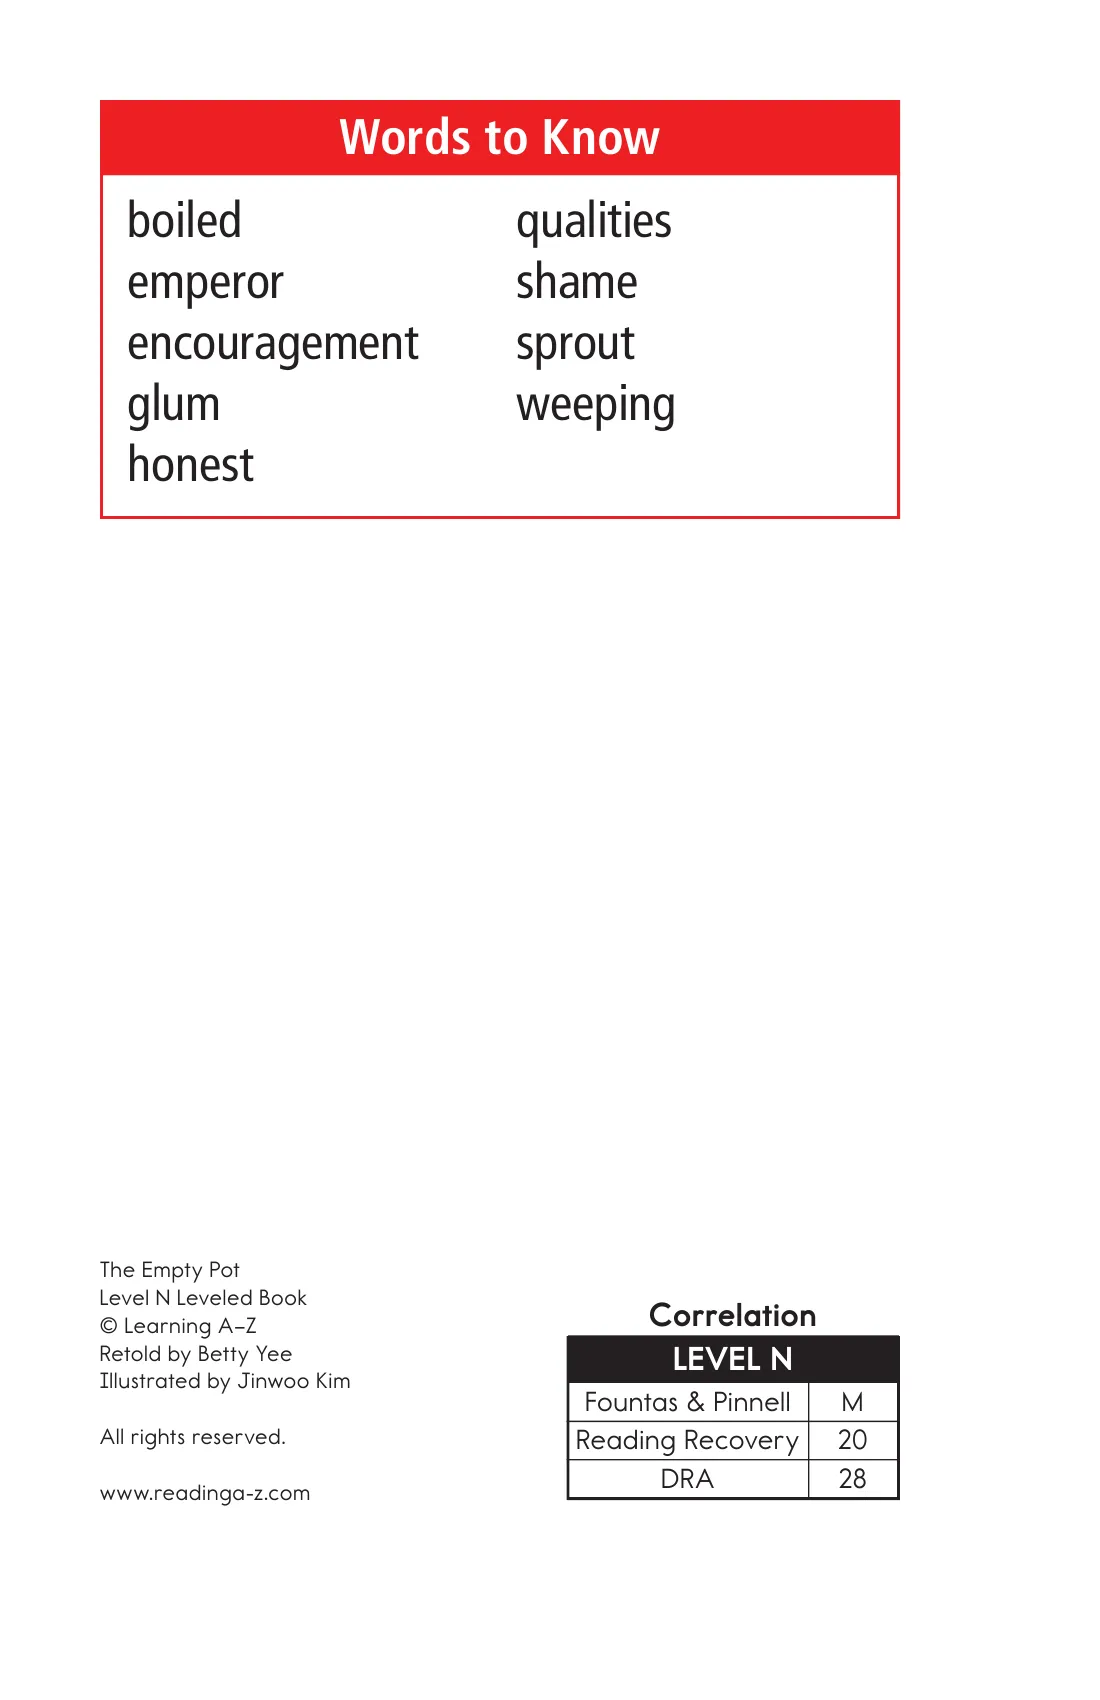 Words to Know
boiled
emperor
encouragement
glum
honest
qualities
shame
sprout
weeping
The Empty Pot
Level N Leveled Book
© Learning A–Z
Retold by Betty Yee
Illustrated by Jinwoo Kim
All rights reserved.
www.readinga-z.com
Correlation
LEVEL N
Fountas & Pinnell M
Reading Recovery 20
DRA 28